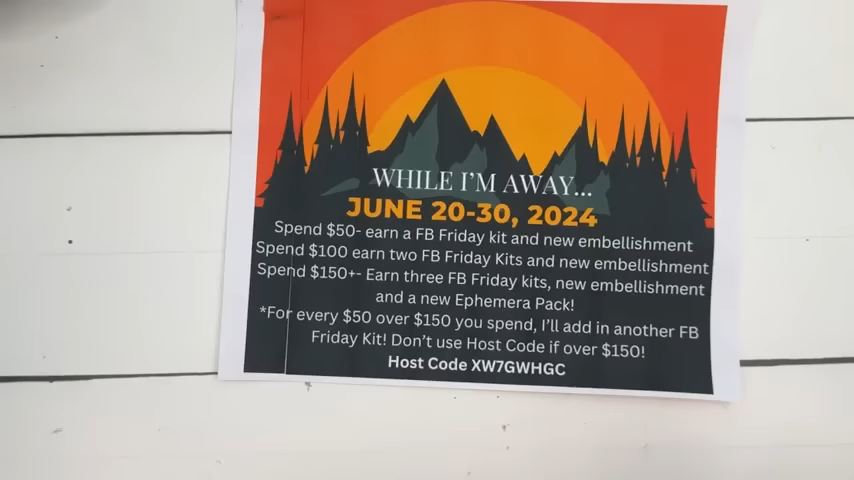 WHILE I'M AWAY...
JUNE 20-30, 2024
Spend $50- earn a FB Friday kit and new embellishment
Spend $100 earn two FB Friday Kits and new embellishment
Spend $150+- Earn three FB Friday kits, new embellishment
and a new Ephemera Pack!
*For every $50 over $150 you spend, I'll add in another FB
Friday Kit! Don't use Host Code if over $150!
Host Code XW7GWHGC